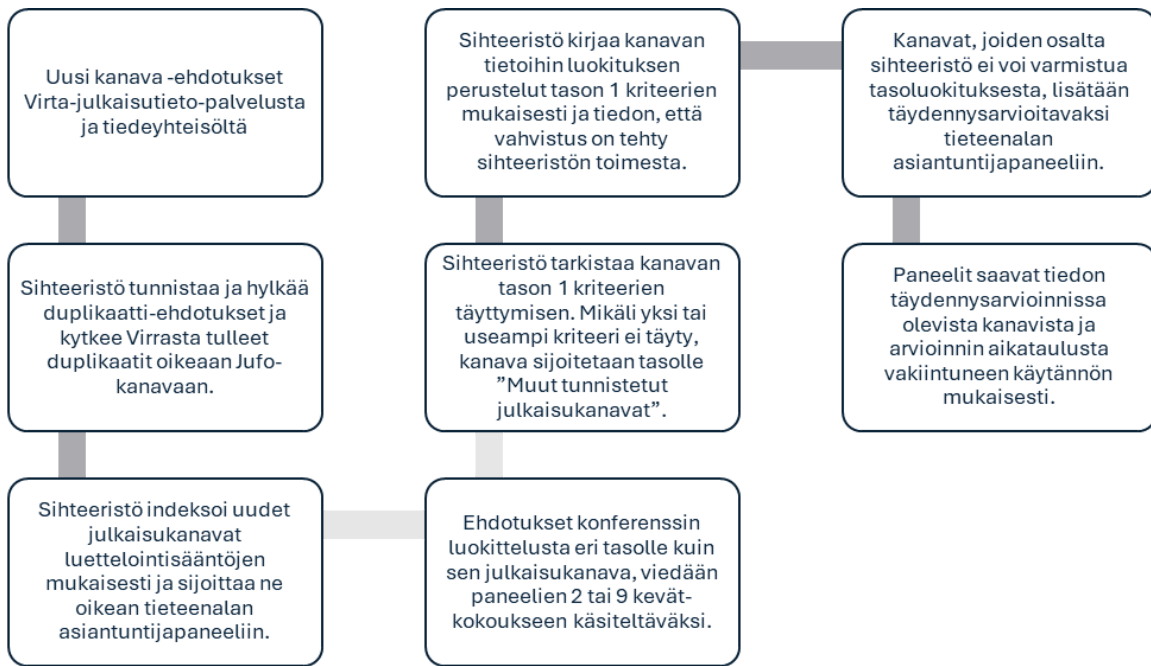 Uusi kanava -ehdotukset
Virta-julkaisutieto-palvelusta
ja tiedeyhteisöltä
Sihteeristö tunnistaa ja hylkää
duplikaatti-ehdotukset ja
kytkee Virrasta tulleet
duplikaatit oikeaan Jufo-
kanavaan.
Sihteeristö indeksoi uudet
julkaisukanavat
luettelointisääntöjen
mukaisesti ja sijoittaa ne
oikean tieteenalan
asiantuntijapaneeliin.
Ehdotukset konferenssin
luokittelusta eri tasolle kuin
sen julkaisukanava, viedään
paneelien 2 tai 9 kevät-
kokoukseen käsiteltäväksi.
Sihteeristö tarkistaa kanavan
tason 1 kriteerien
täyttymisen. Mikäli yksi tai
useampi kriteeri ei täyty,
kanava sijoitetaan tasolle
”Muut tunnistetut
julkaisukanavat”.
Sihteeristö kirjaa kanavan
tietoihin luokituksen
perustelut tason 1 kriteerien
mukaisesti ja tiedon, että
vahvistus on tehty
sihteeristön toimesta.
Kanavat, joiden osalta
sihteeristö ei voi varmistua
tasoluokituksesta, lisätään
täydennysarvioitavaksi
tieteenalan
asiantuntijapaneeliin.
Paneelit saavat tiedon
täydennysarvioinnissa
olevista kanavista ja
arvioinnin aikataulusta
vakiintuneen käytännön
mukaisesti.